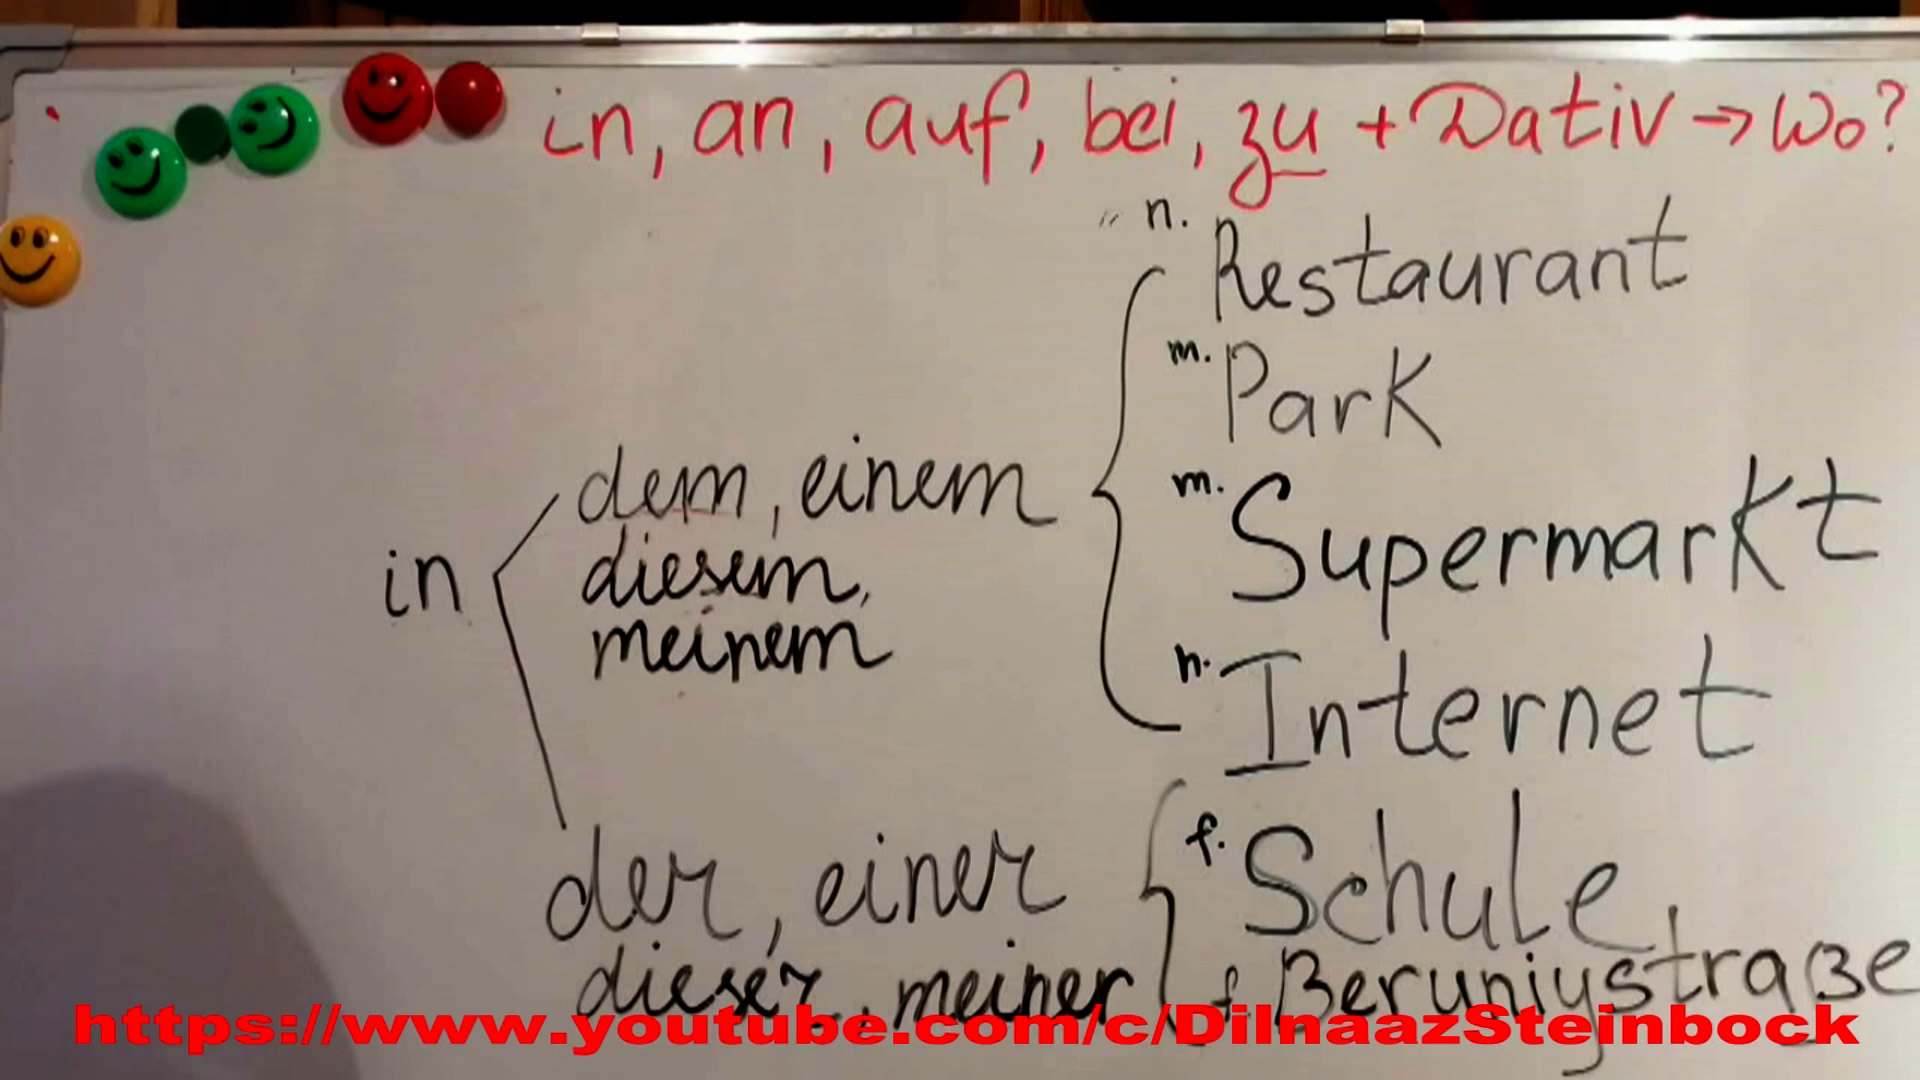 in, an, auf, bei, zu + Dativ → Wo?
n. Restaurant
m. Park
m. Supermarkt
n. Internet
in
dem, einem
diesem,
meinem
der, einer
dieser, meiner
f. Schule,
f. Beruniystraße
https://www.youtube.com/c/DilnaazSteinbock